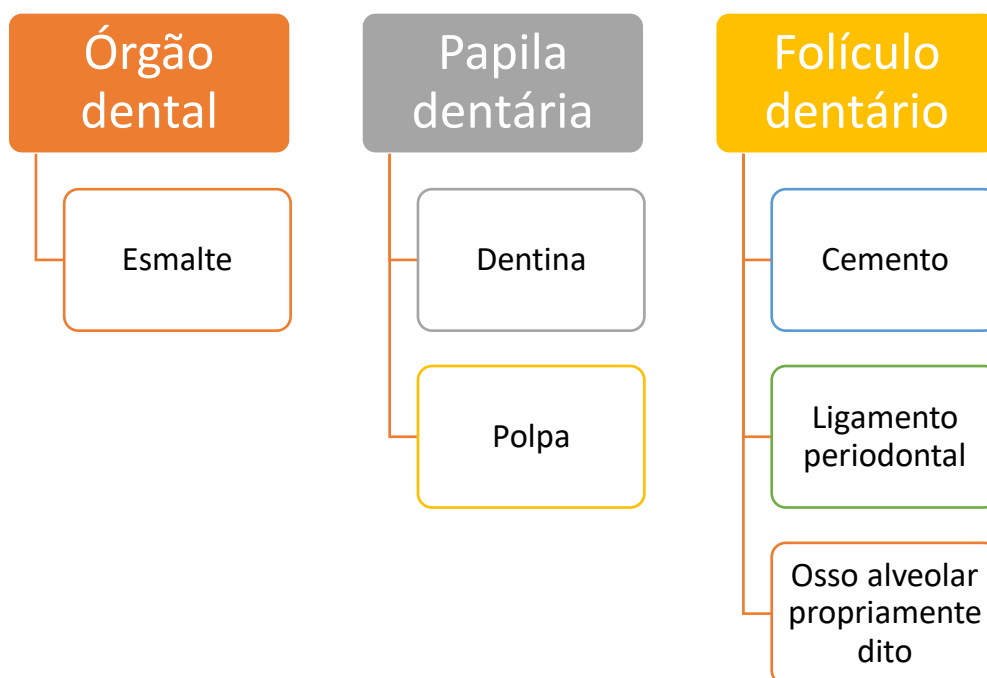 Órgão
dental
Esmalte
Papila
dentária
Dentina
Polpa
Folículo
dentário
Cemento
Ligamento
periodontal
Osso alveolar
propriamente
dito